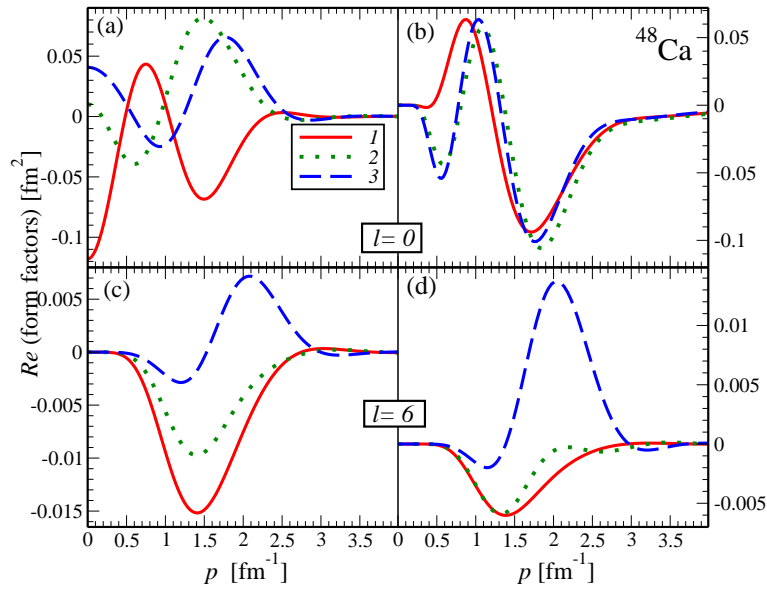 (a)
(b)
⁴⁸Ca
0.05
0
-0.05
-0.1
0.05
0
-0.05
-0.1
1
2
3
l= 0
Re (form factors) [fm²]
(c)
(d)
0.005
0
-0.005
-0.01
-0.015
0.01
0.005
0
-0.005
l= 6
0 0.5 1 1.5 2 2.5 3 3.5
0 0.5 1 1.5 2 2.5 3 3.5
p [fm⁻¹]
p [fm⁻¹]